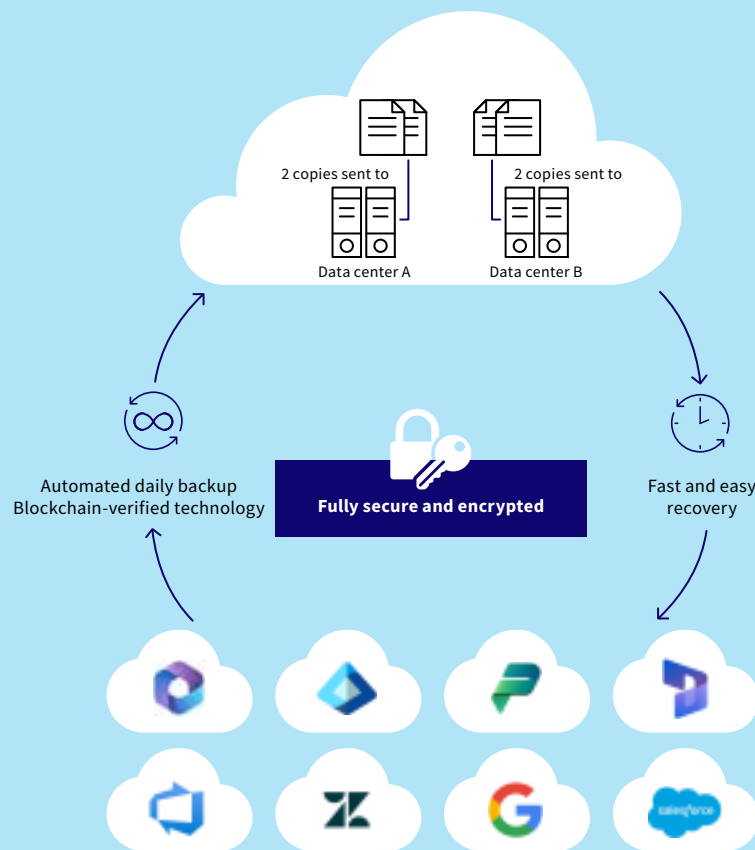 2 copies sent to
2 copies sent to
Data center A
Data center B
Automated daily backup
Blockchain-verified technology
Fully secure and encrypted
Fast and easy
recovery
salesforce